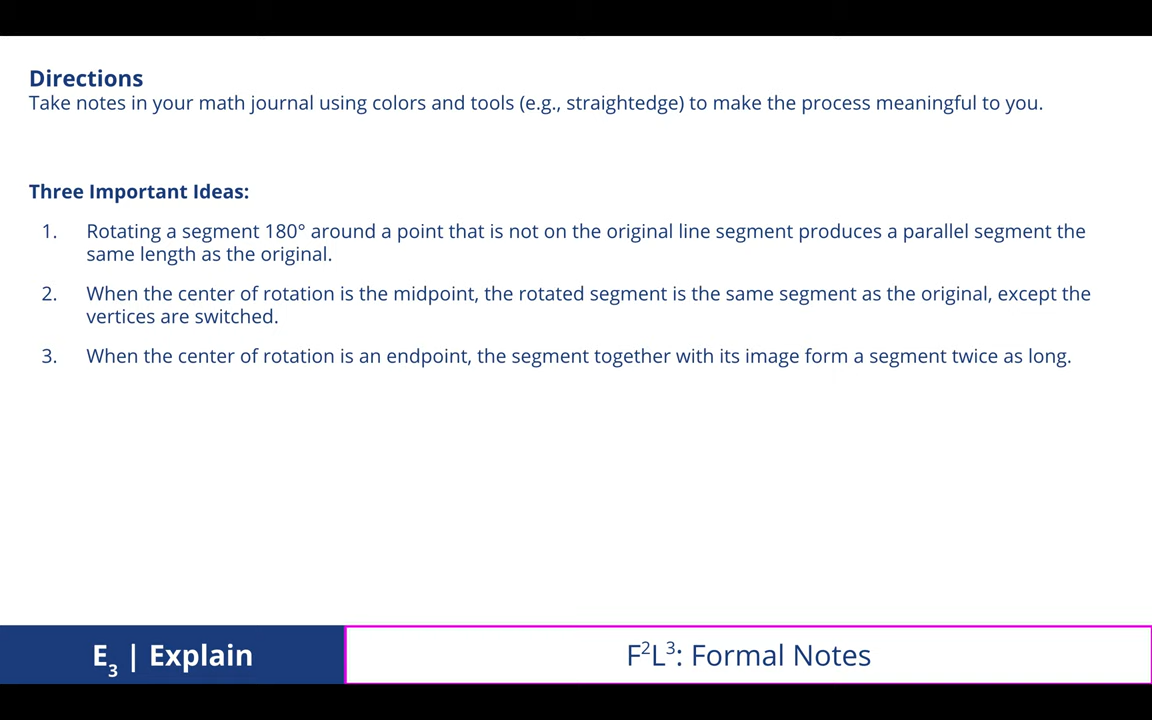 Directions
Take notes in your math journal using colors and tools (e.g., straightedge) to make the process meaningful to you.
Three Important Ideas:
1. Rotating a segment 180° around a point that is not on the original line segment produces a parallel segment the
same length as the original.
2. When the center of rotation is the midpoint, the rotated segment is the same segment as the original, except the
vertices are switched.
3. When the center of rotation is an endpoint, the segment together with its image form a segment twice as long.
E₃ | Explain
F²L³: Formal Notes